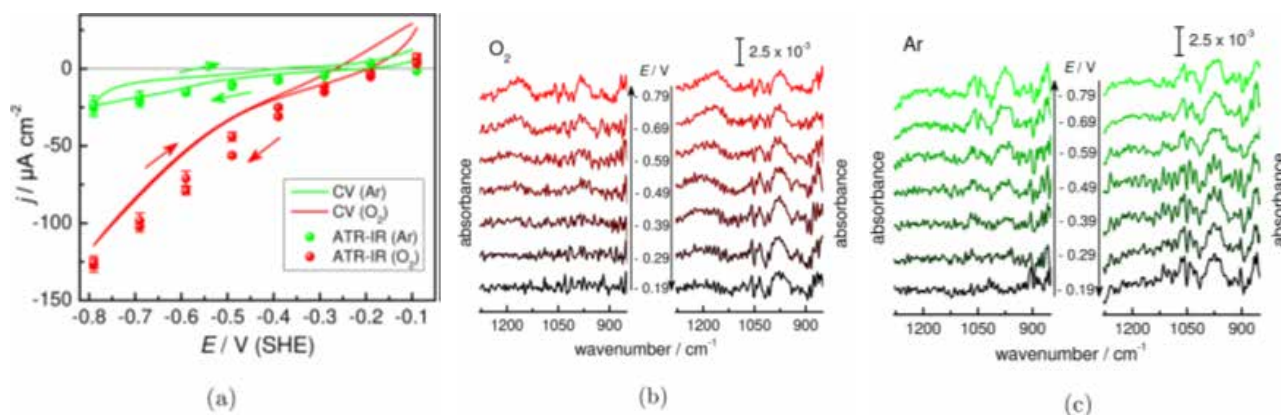 (a)
j / µA cm⁻²
0
-25
-50
-75
-100
-125
-150
CV (Ar)
CV (O₂)
ATR-IR (Ar)
ATR-IR (O₂)
-0.8 -0.7 -0.6 -0.5 -0.4 -0.3 -0.2 -0.1
E / V (SHE)
(a)
(b)
O₂
2.5 x 10⁻³
E / V
- 0.79
- 0.69
- 0.59
- 0.49
- 0.39
- 0.29
- 0.19
absorbance
absorbance
1200 1050 900 1200 1050 900
wavenumber / cm⁻¹
(b)
(c)
Ar
2.5 x 10⁻³
E / V
- 0.79
- 0.69
- 0.59
- 0.49
- 0.39
- 0.29
- 0.19
absorbance
absorbance
1200 1050 900 1200 1050 900
wavenumber / cm⁻¹
(c)